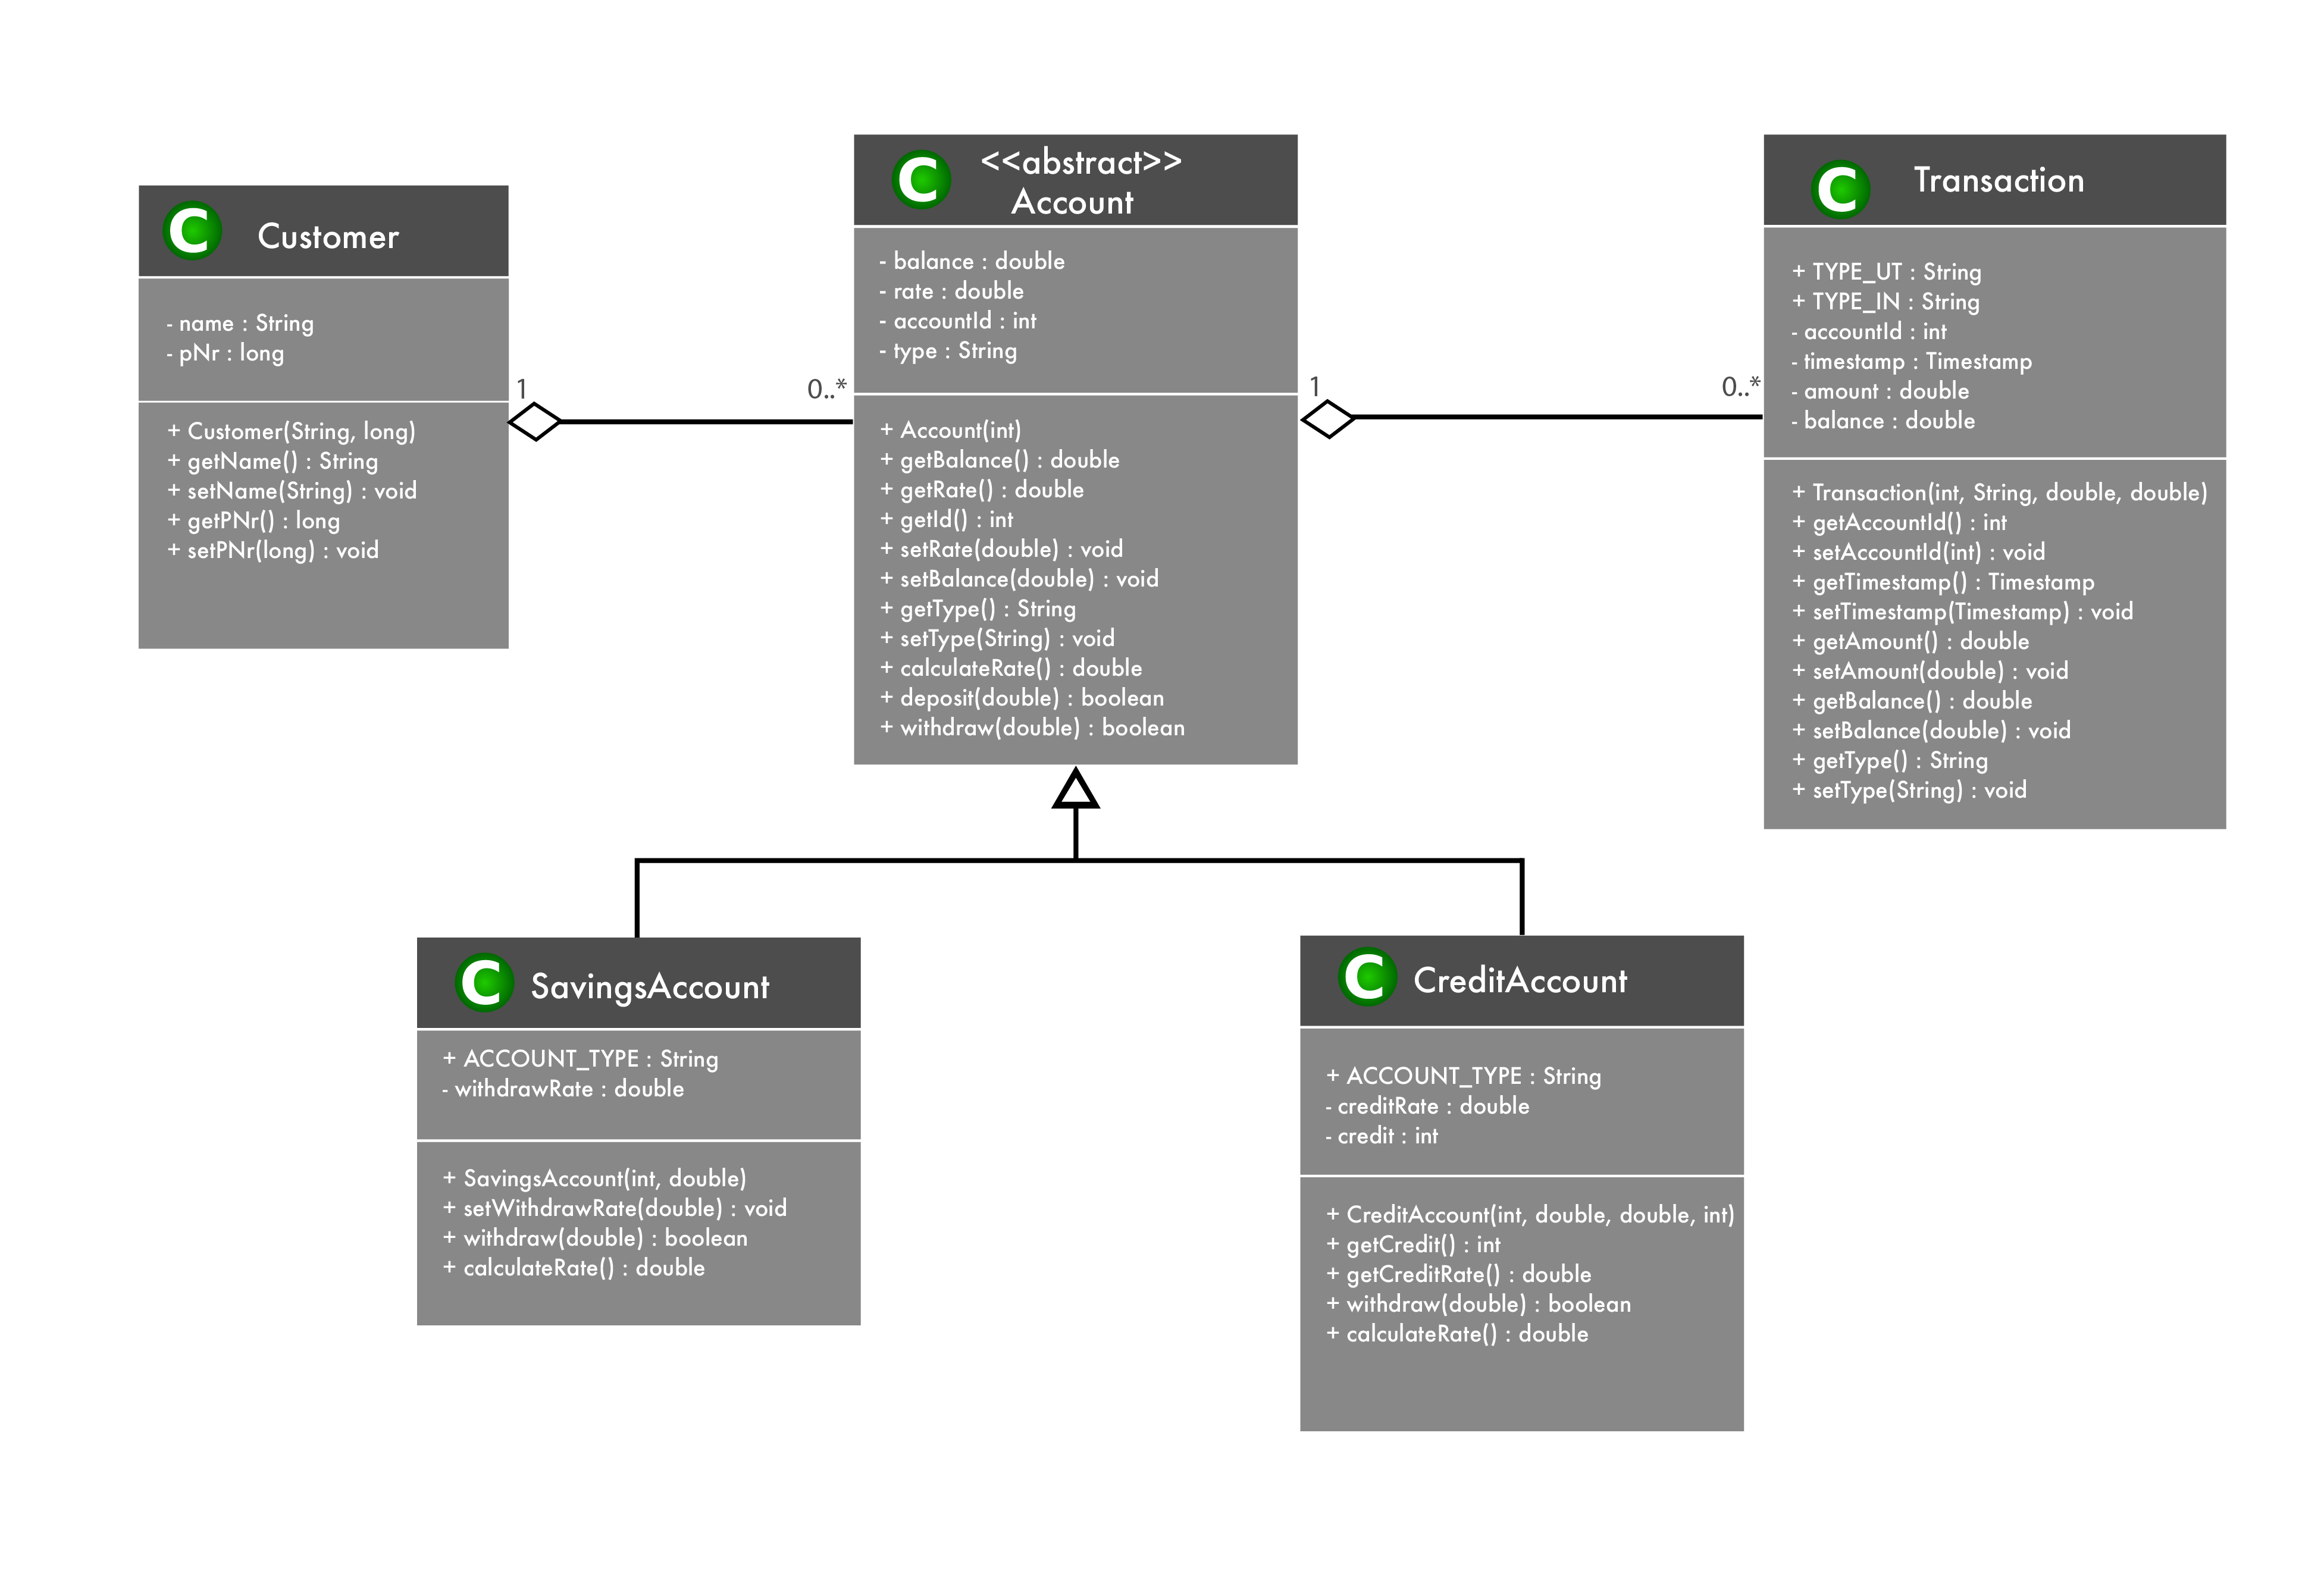 C
Customer
- name : String
- pNr : long
+ Customer(String, long)
+ getName() : String
+ setName(String) : void
+ getPNr() : long
+ setPNr(long) : void
1
0..*
C
<<abstract>>
Account
- balance : double
- rate : double
- accountId : int
- type : String
+ Account(int)
+ getBalance() : double
+ getRate() : double
+ getId() : int
+ setRate(double) : void
+ setBalance(double) : void
+ getType() : String
+ setType(String) : void
+ calculateRate() : double
+ deposit(double) : boolean
+ withdraw(double) : boolean
1
0..*
C
Transaction
+ TYPE_UT : String
+ TYPE_IN : String
- accountId : int
- timestamp : Timestamp
- amount : double
- balance : double
+ Transaction(int, String, double, double)
+ getAccountId() : int
+ setAccountId(int) : void
+ getTimestamp() : Timestamp
+ setTimestamp(Timestamp) : void
+ getAmount() : double
+ setAmount(double) : void
+ getBalance() : double
+ setBalance(double) : void
+ getType() : String
+ setType(String) : void
C
SavingsAccount
+ ACCOUNT_TYPE : String
- withdrawRate : double
+ SavingsAccount(int, double)
+ setWithdrawRate(double) : void
+ withdraw(double) : boolean
+ calculateRate() : double
C
CreditAccount
+ ACCOUNT_TYPE : String
- creditRate : double
- credit : int
+ CreditAccount(int, double, double, int)
+ getCredit() : int
+ getCreditRate() : double
+ withdraw(double) : boolean
+ calculateRate() : double